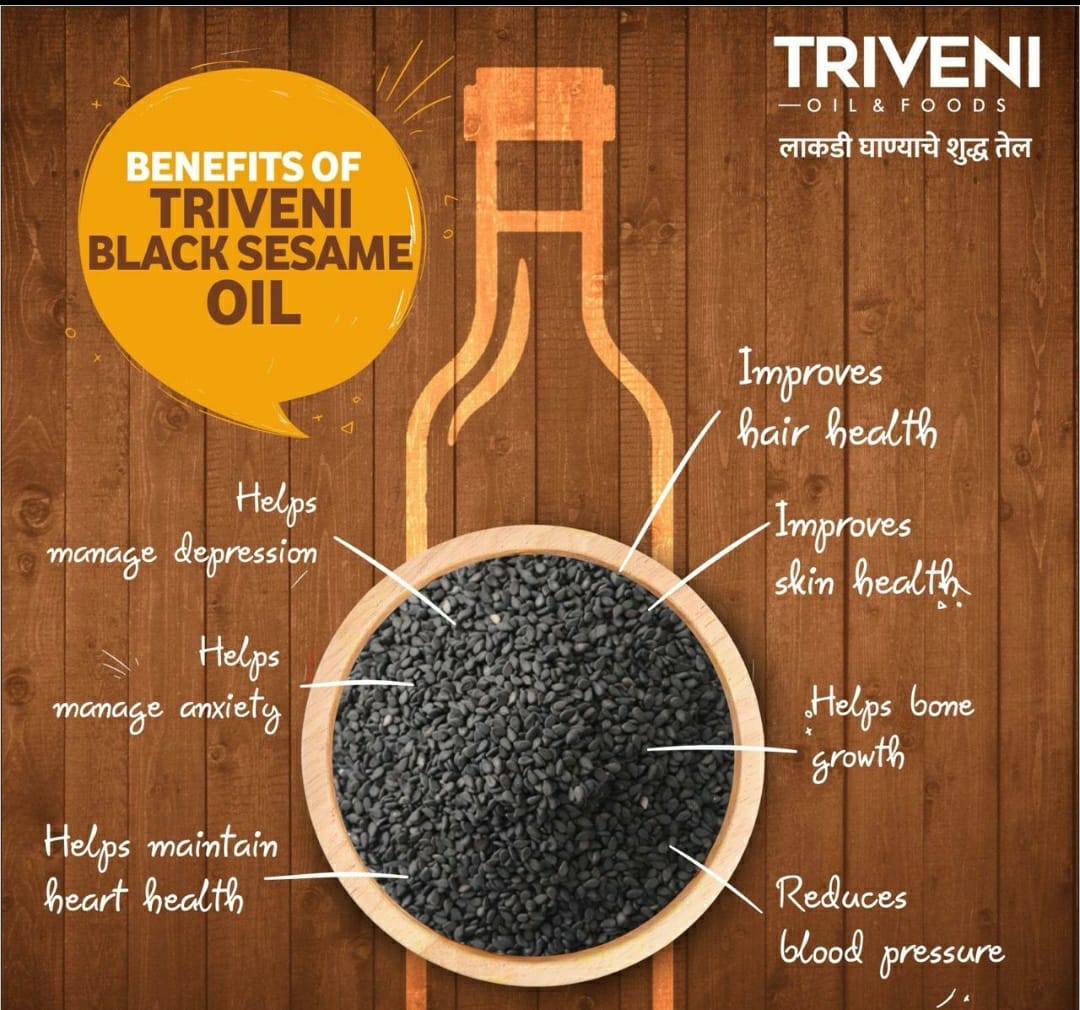 TRIVENI
OIL & FOODS
लाकडी घाण्याचे शुद्ध तेल
BENEFITS OF
TRIVENI
BLACK SESAME
OIL
Improves
hair health
Helps
manage depression
Improves
skin health
Helps
manage anxiety
Helps bone
growth
Helps maintain
heart health
Reduces
blood pressure